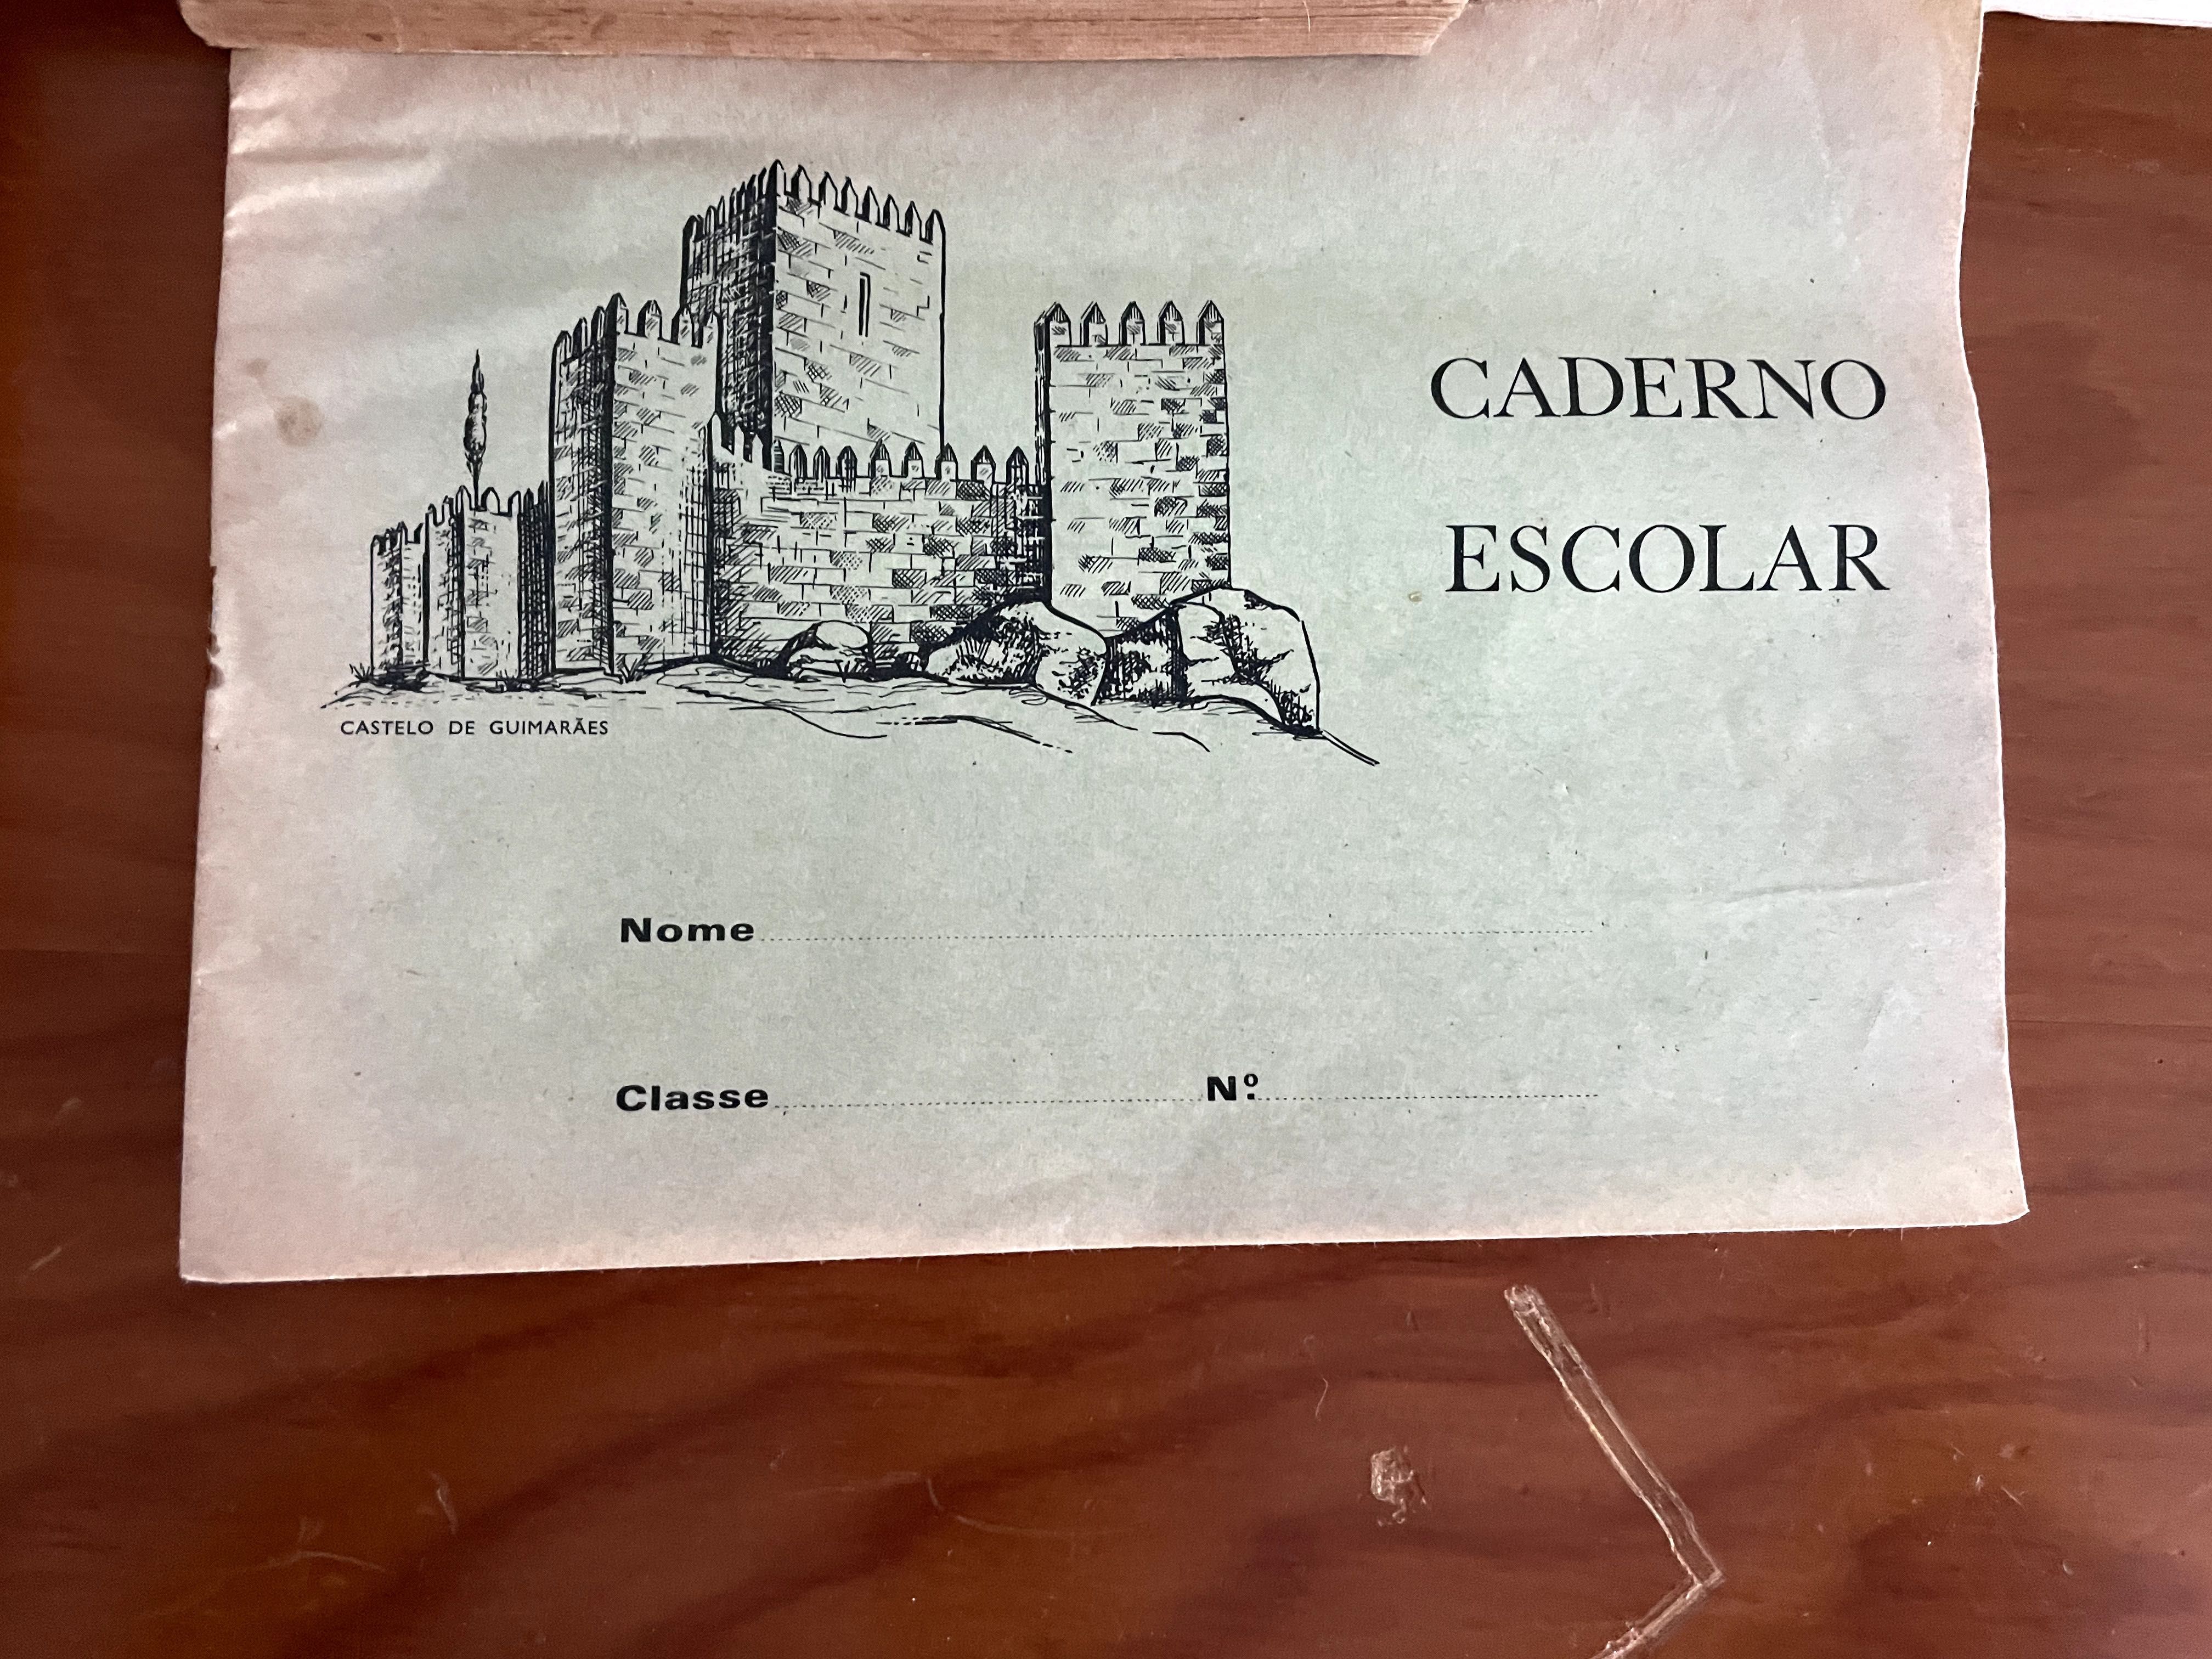 CADERNO
ESCOLAR
CASTELO DE GUIMARÃES
Nome
Classe Nº